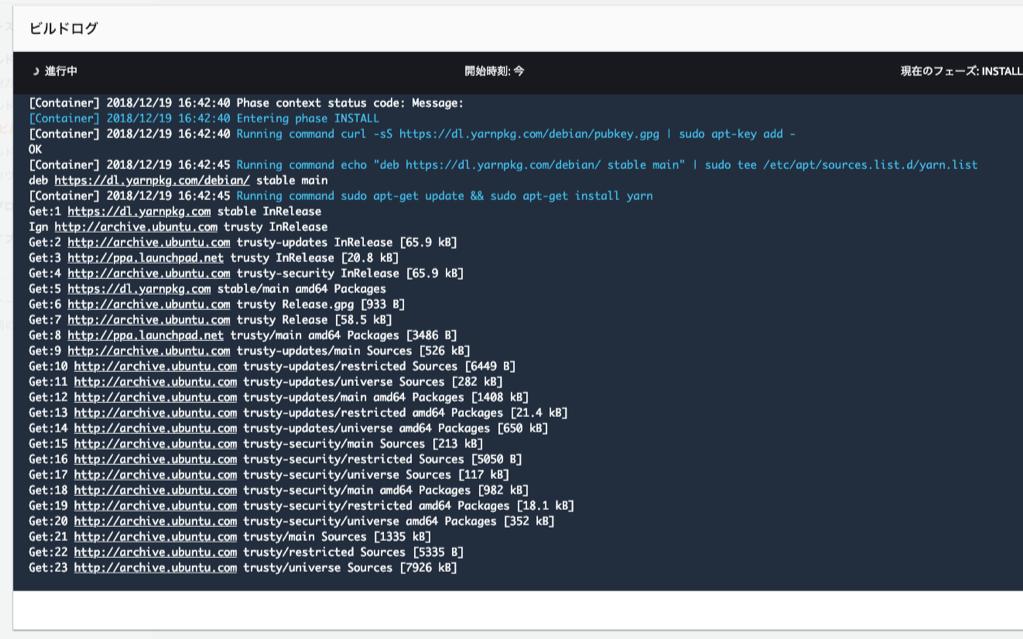 ビルドログ
進行中 開始時刻: 今 現在のフェーズ: INSTALL
[Container] 2018/12/19 16:42:40 Phase context status code: Message:
[Container] 2018/12/19 16:42:40 Entering phase INSTALL
[Container] 2018/12/19 16:42:40 Running command curl -sS https://dl.yarnpkg.com/debian/pubkey.gpg | sudo apt-key add -
OK
[Container] 2018/12/19 16:42:45 Running command echo "deb https://dl.yarnpkg.com/debian/ stable main" | sudo tee /etc/apt/sources.list.d/yarn.list
deb https://dl.yarnpkg.com/debian/ stable main
[Container] 2018/12/19 16:42:45 Running command sudo apt-get update && sudo apt-get install yarn
Get:1 https://dl.yarnpkg.com stable InRelease
Ign http://archive.ubuntu.com trusty InRelease
Get:2 http://archive.ubuntu.com trusty-updates InRelease [65.9 kB]
Get:3 http://ppa.launchpad.net trusty InRelease [20.8 kB]
Get:4 http://archive.ubuntu.com trusty-security InRelease [65.9 kB]
Get:5 https://dl.yarnpkg.com stable/main amd64 Packages
Get:6 http://archive.ubuntu.com trusty Release.gpg [933 B]
Get:7 http://archive.ubuntu.com trusty Release [58.5 kB]
Get:8 http://ppa.launchpad.net trusty/main amd64 Packages [3486 B]
Get:9 http://archive.ubuntu.com trusty-updates/main Sources [526 kB]
Get:10 http://archive.ubuntu.com trusty-updates/restricted Sources [6449 B]
Get:11 http://archive.ubuntu.com trusty-updates/universe Sources [282 kB]
Get:12 http://archive.ubuntu.com trusty-updates/main amd64 Packages [1408 kB]
Get:13 http://archive.ubuntu.com trusty-updates/restricted amd64 Packages [21.4 kB]
Get:14 http://archive.ubuntu.com trusty-updates/universe amd64 Packages [650 kB]
Get:15 http://archive.ubuntu.com trusty-security/main Sources [213 kB]
Get:16 http://archive.ubuntu.com trusty-security/restricted Sources [5050 B]
Get:17 http://archive.ubuntu.com trusty-security/universe Sources [117 kB]
Get:18 http://archive.ubuntu.com trusty-security/main amd64 Packages [982 kB]
Get:19 http://archive.ubuntu.com trusty-security/restricted amd64 Packages [18.1 kB]
Get:20 http://archive.ubuntu.com trusty-security/universe amd64 Packages [352 kB]
Get:21 http://archive.ubuntu.com trusty/main Sources [1335 kB]
Get:22 http://archive.ubuntu.com trusty/restricted Sources [5335 B]
Get:23 http://archive.ubuntu.com trusty/universe Sources [7926 kB]